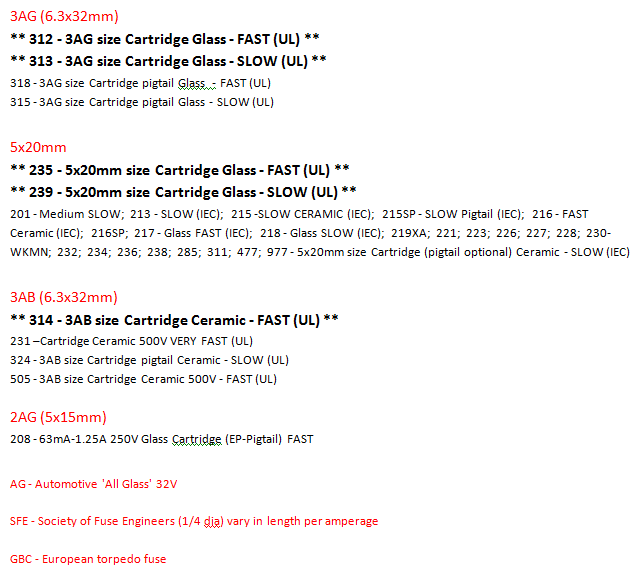 3AG (6.3x32mm)
** 312 - 3AG size Cartridge Glass - FAST (UL) **
** 313 - 3AG size Cartridge Glass - SLOW (UL) **
318 - 3AG size Cartridge pigtail Glass - FAST (UL)
315 - 3AG size Cartridge pigtail Glass - SLOW (UL)
5x20mm
** 235 - 5x20mm size Cartridge Glass - FAST (UL) **
** 239 - 5x20mm size Cartridge Glass - SLOW (UL) **
201 - Medium SLOW; 213 - SLOW (IEC); 215 -SLOW CERAMIC (IEC); 215SP - SLOW Pigtail (IEC); 216 - FAST
Ceramic (IEC); 216SP; 217 - Glass FAST (IEC); 218 - Glass SLOW (IEC); 219XA; 221; 223; 226; 227; 228; 230-
WKMN; 232; 234; 236; 238; 285; 311; 477; 977 - 5x20mm size Cartridge (pigtail optional) Ceramic - SLOW (IEC)
3AB (6.3x32mm)
** 314 - 3AB size Cartridge Ceramic - FAST (UL) **
231 –Cartridge Ceramic 500V VERY FAST (UL)
324 - 3AB size Cartridge pigtail Ceramic - SLOW (UL)
505 - 3AB size Cartridge Ceramic 500V - FAST (UL)
2AG (5x15mm)
208 - 63mA-1.25A 250V Glass Cartridge (EP-Pigtail) FAST
AG - Automotive 'All Glass' 32V
SFE - Society of Fuse Engineers (1/4 dia) vary in length per amperage
GBC - European torpedo fuse